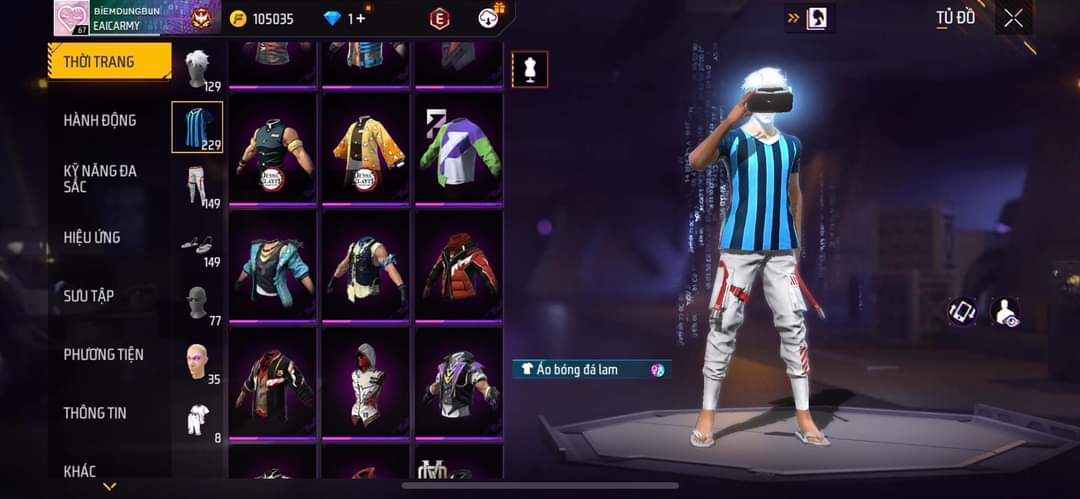 BIEMDUNGBUN
EAICARMY
67
F 105035
1+
E
TỦ ĐỒ
THỜI TRANG
HÀNH ĐỘNG
KỸ NĂNG ĐA
SẮC
HIỆU ỨNG
SƯU TẬP
PHƯƠNG TIỆN
THÔNG TIN
KHÁC
129
229
149
149
77
35
8
Áo bóng đá lam